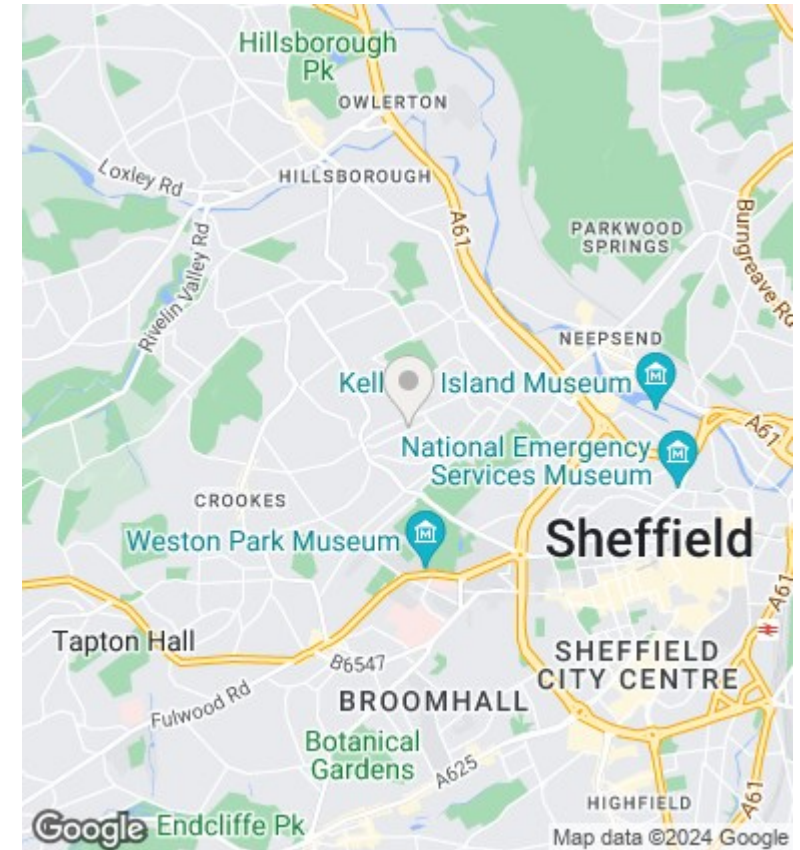 Hillsborough
Pk
OWLERTON
Loxley Rd
HILLSBOROUGH
A61
PARKWOOD
SPRINGS
Burngreave Rd
Rivelin Valley Rd
NEEPSEND
Kell Island Museum
A61
National Emergency
Services Museum
CROOKES
Weston Park Museum
Sheffield
A61
Tapton Hall
B6547
SHEFFIELD
CITY CENTRE
Fulwood Rd
BROOMHALL
Botanical
Gardens
A625
A61
HIGHFIELD
Google
Endcliffe Pk
Map data ©2024 Google